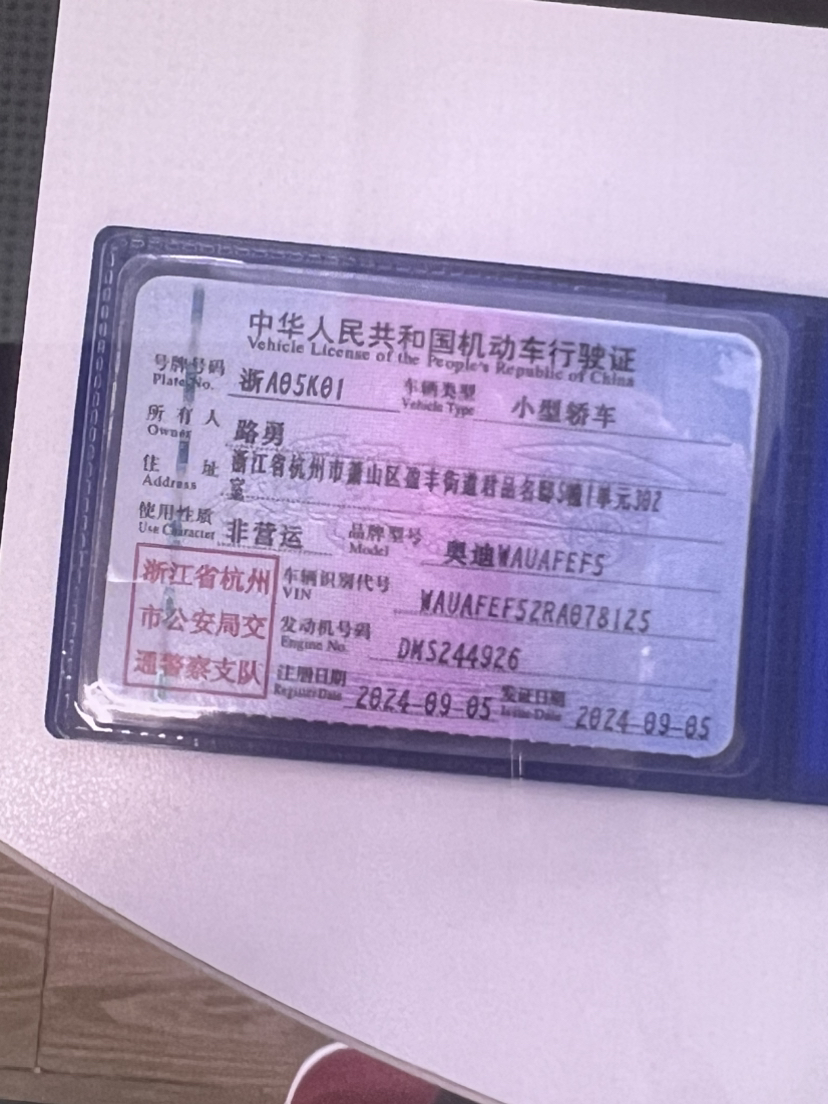 中华人民共和国机动车行驶证
Vehicle License of the People's Republic of China
号牌号码 浙A05K01 车辆类型 小型轿车
Plate No. Vehicle Type
所有人 路勇
Owner
住址 浙江省杭州市萧山区盈丰街道君品名邸5幢1单元302
Address 室
使用性质 非营运 品牌型号 奥迪WAUAFEF5
Use Character Model
浙江省杭州
市公安局交
通警察支队
车辆识别代号 WAUAFEF52RA078125
VIN
发动机号码 DMS244926
Engine No.
注册日期 2024-09-05 发证日期 2024-09-05
Register Date Issue Date